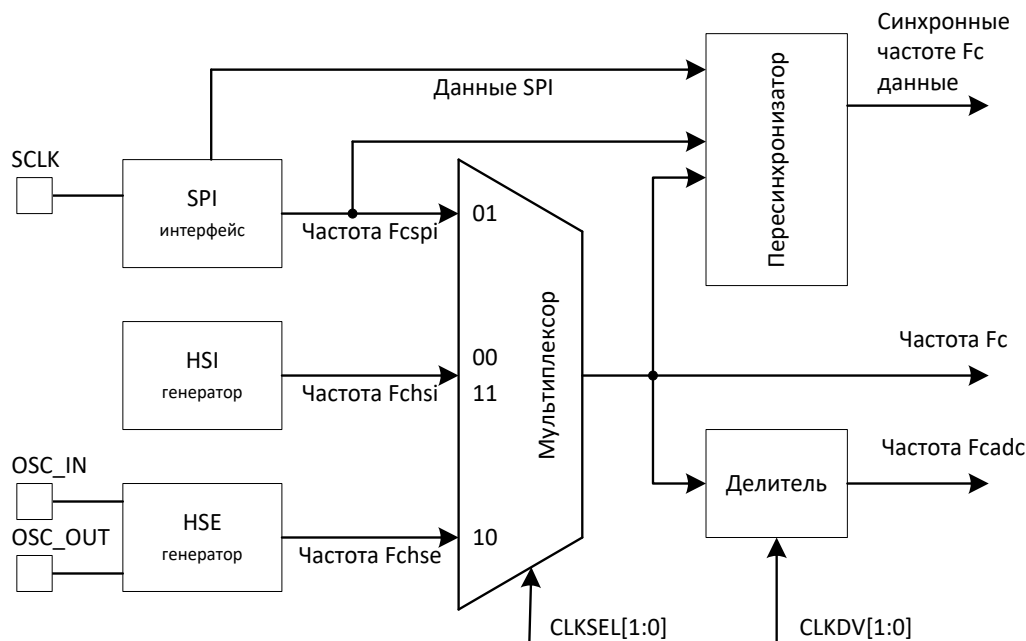 Синхронные
частоте Fc
данные
Данные SPI
Пересинхронизатор
SCLK
SPI
интерфейс
Частота Fcspi
01
Мультиплексор
HSI
генератор
Частота Fchsi
00
11
Частота Fc
OSC_IN
OSC_OUT
HSE
генератор
Частота Fchse
10
Делитель
Частота Fcadc
CLKSEL[1:0]
CLKDV[1:0]